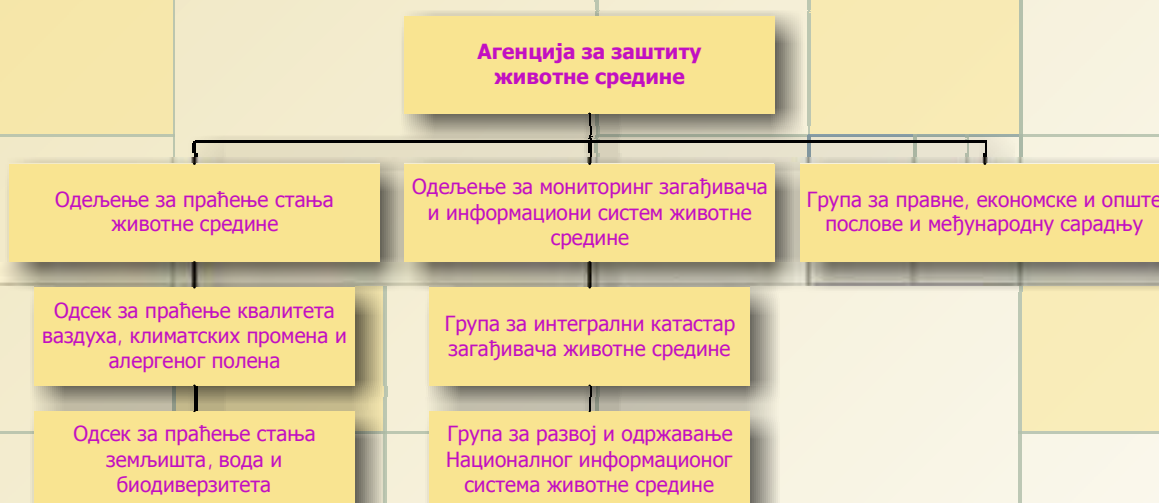 Агенција за заштиту
животне средине
Одељење за праћење стања
животне средине
Одељење за мониторинг загађивача
и информациони систем животне
средине
Група за правне, економске и опште
послове и међународну сарадњу
Одсек за праћење квалитета
ваздуха, климатских промена и
алергеног полена
Група за интегрални катастар
загађивача животне средине
Одсек за праћење стања
земљишта, вода и
биодиверзитета
Група за развој и одржавање
Националног информационог
система животне средине